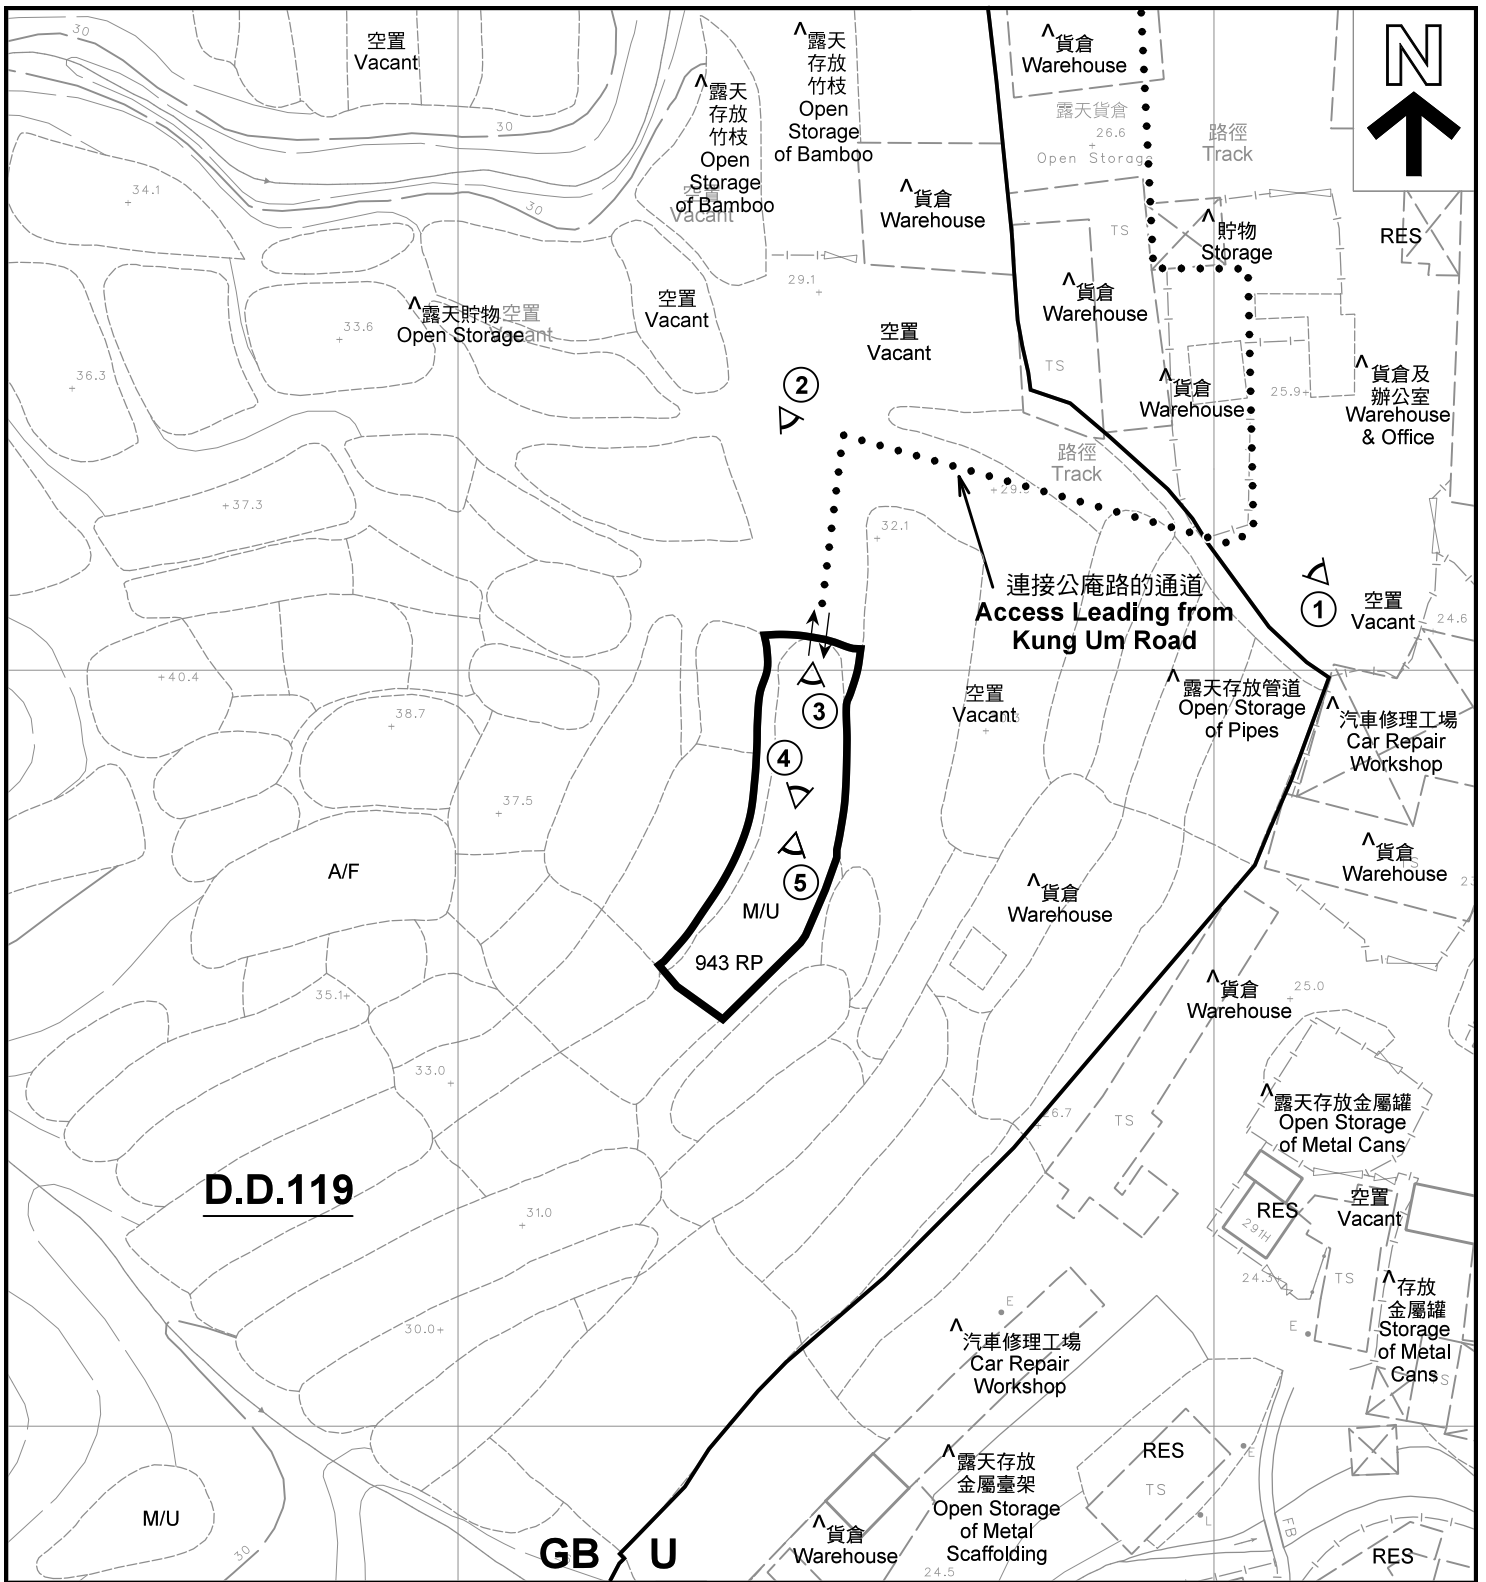 30
空置
Vacant
^露天
存放
竹枝
Open
Storage
of Bamboo
^貨倉
Warehouse
N
^露天
存放
竹枝
Open
Storage
of Bamboo
空置
Vacant
露天貨倉
26.6
Open Storage
路徑
Track
30
34.1
30
^貨倉
Warehouse
TS
^貯物
Storage
RES
29.1
^貨倉
Warehouse
^露天貯物
Open Storage
空置
Vacant
33.6
空置
Vacant
空置
Vacant
TS
36.3
②
^貨倉
Warehouse
25.9
^貨倉及
辦公室
Warehouse
& Office
路徑
Track
37.3
32.1
連接公庵路的通道
Access Leading from
Kung Um Road
①
空置
Vacant
24.6
40.4
38.7
③
空置
Vacant
^露天存放管道
Open Storage
of Pipes
^汽車修理工場
Car Repair
Workshop
④
37.5
A/F
⑤
M/U
943 RP
^貨倉
Warehouse
^貨倉
Warehouse
TS
35.1
^貨倉
Warehouse
25.0
33.0
26.7
TS
^露天存放金屬罐
Open Storage
of Metal Cans
D.D.119
31.0
RES
291H
空置
Vacant
24.3
TS
^存放
金屬罐
Storage
of Metal
Cans
TS
30.0
E
E
^汽車修理工場
Car Repair
Workshop
RES
TS
E
L
FB
^露天存放
金屬臺架
Open Storage
of Metal
Scaffolding
M/U
30
GB
U
^貨倉
Warehouse
24.5
RES